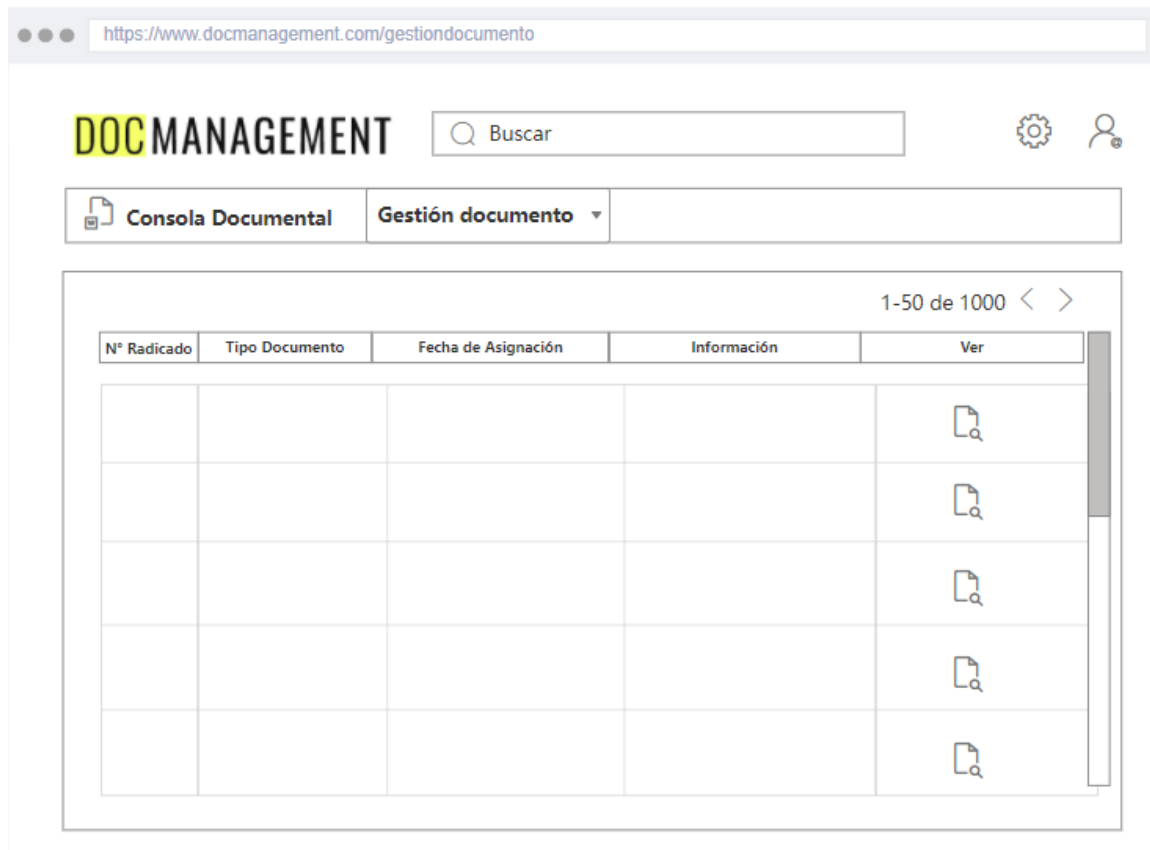 https://www.docmanagement.com/gestiondocumento
DOCMANAGEMENT
Buscar
Consola Documental
Gestión documento
1-50 de 1000
N° Radicado Tipo Documento Fecha de Asignación Información Ver